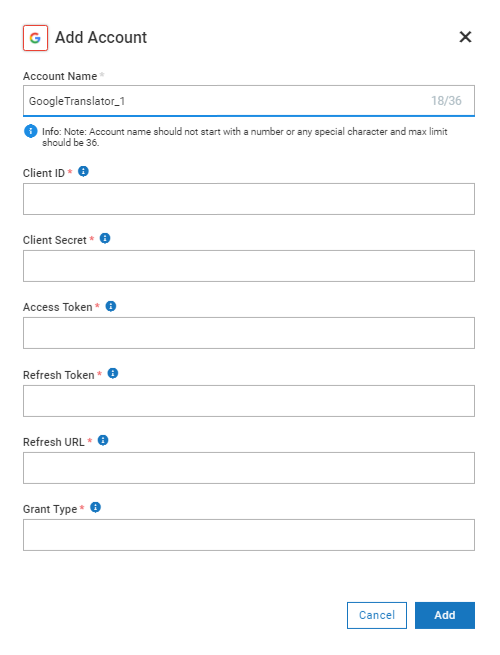 Add Account
Account Name *
GoogleTranslator_1 18/36
Info: Note: Account name should not start with a number or any special character and max limit
should be 36.
Client ID *
Client Secret *
Access Token *
Refresh Token *
Refresh URL *
Grant Type *
Cancel Add